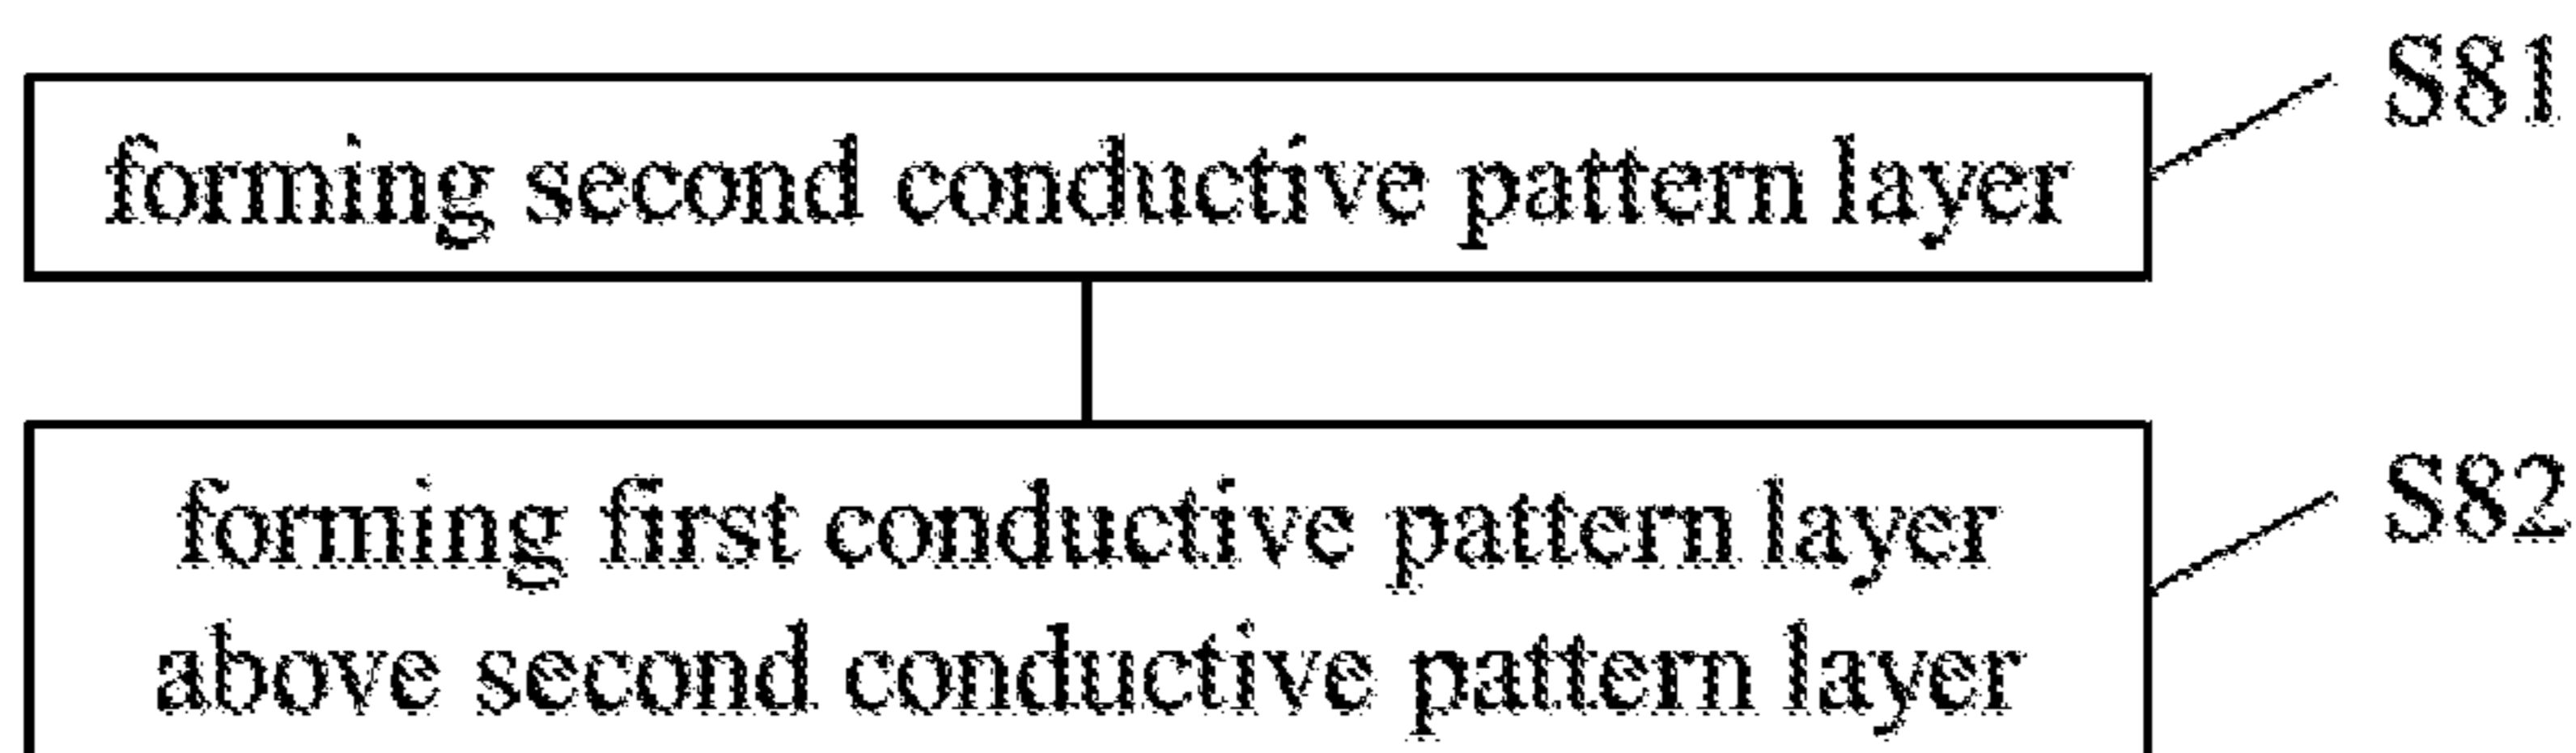 S81
forming second conductive pattern layer
S82
forming first conductive pattern layer
above second conductive pattern layer